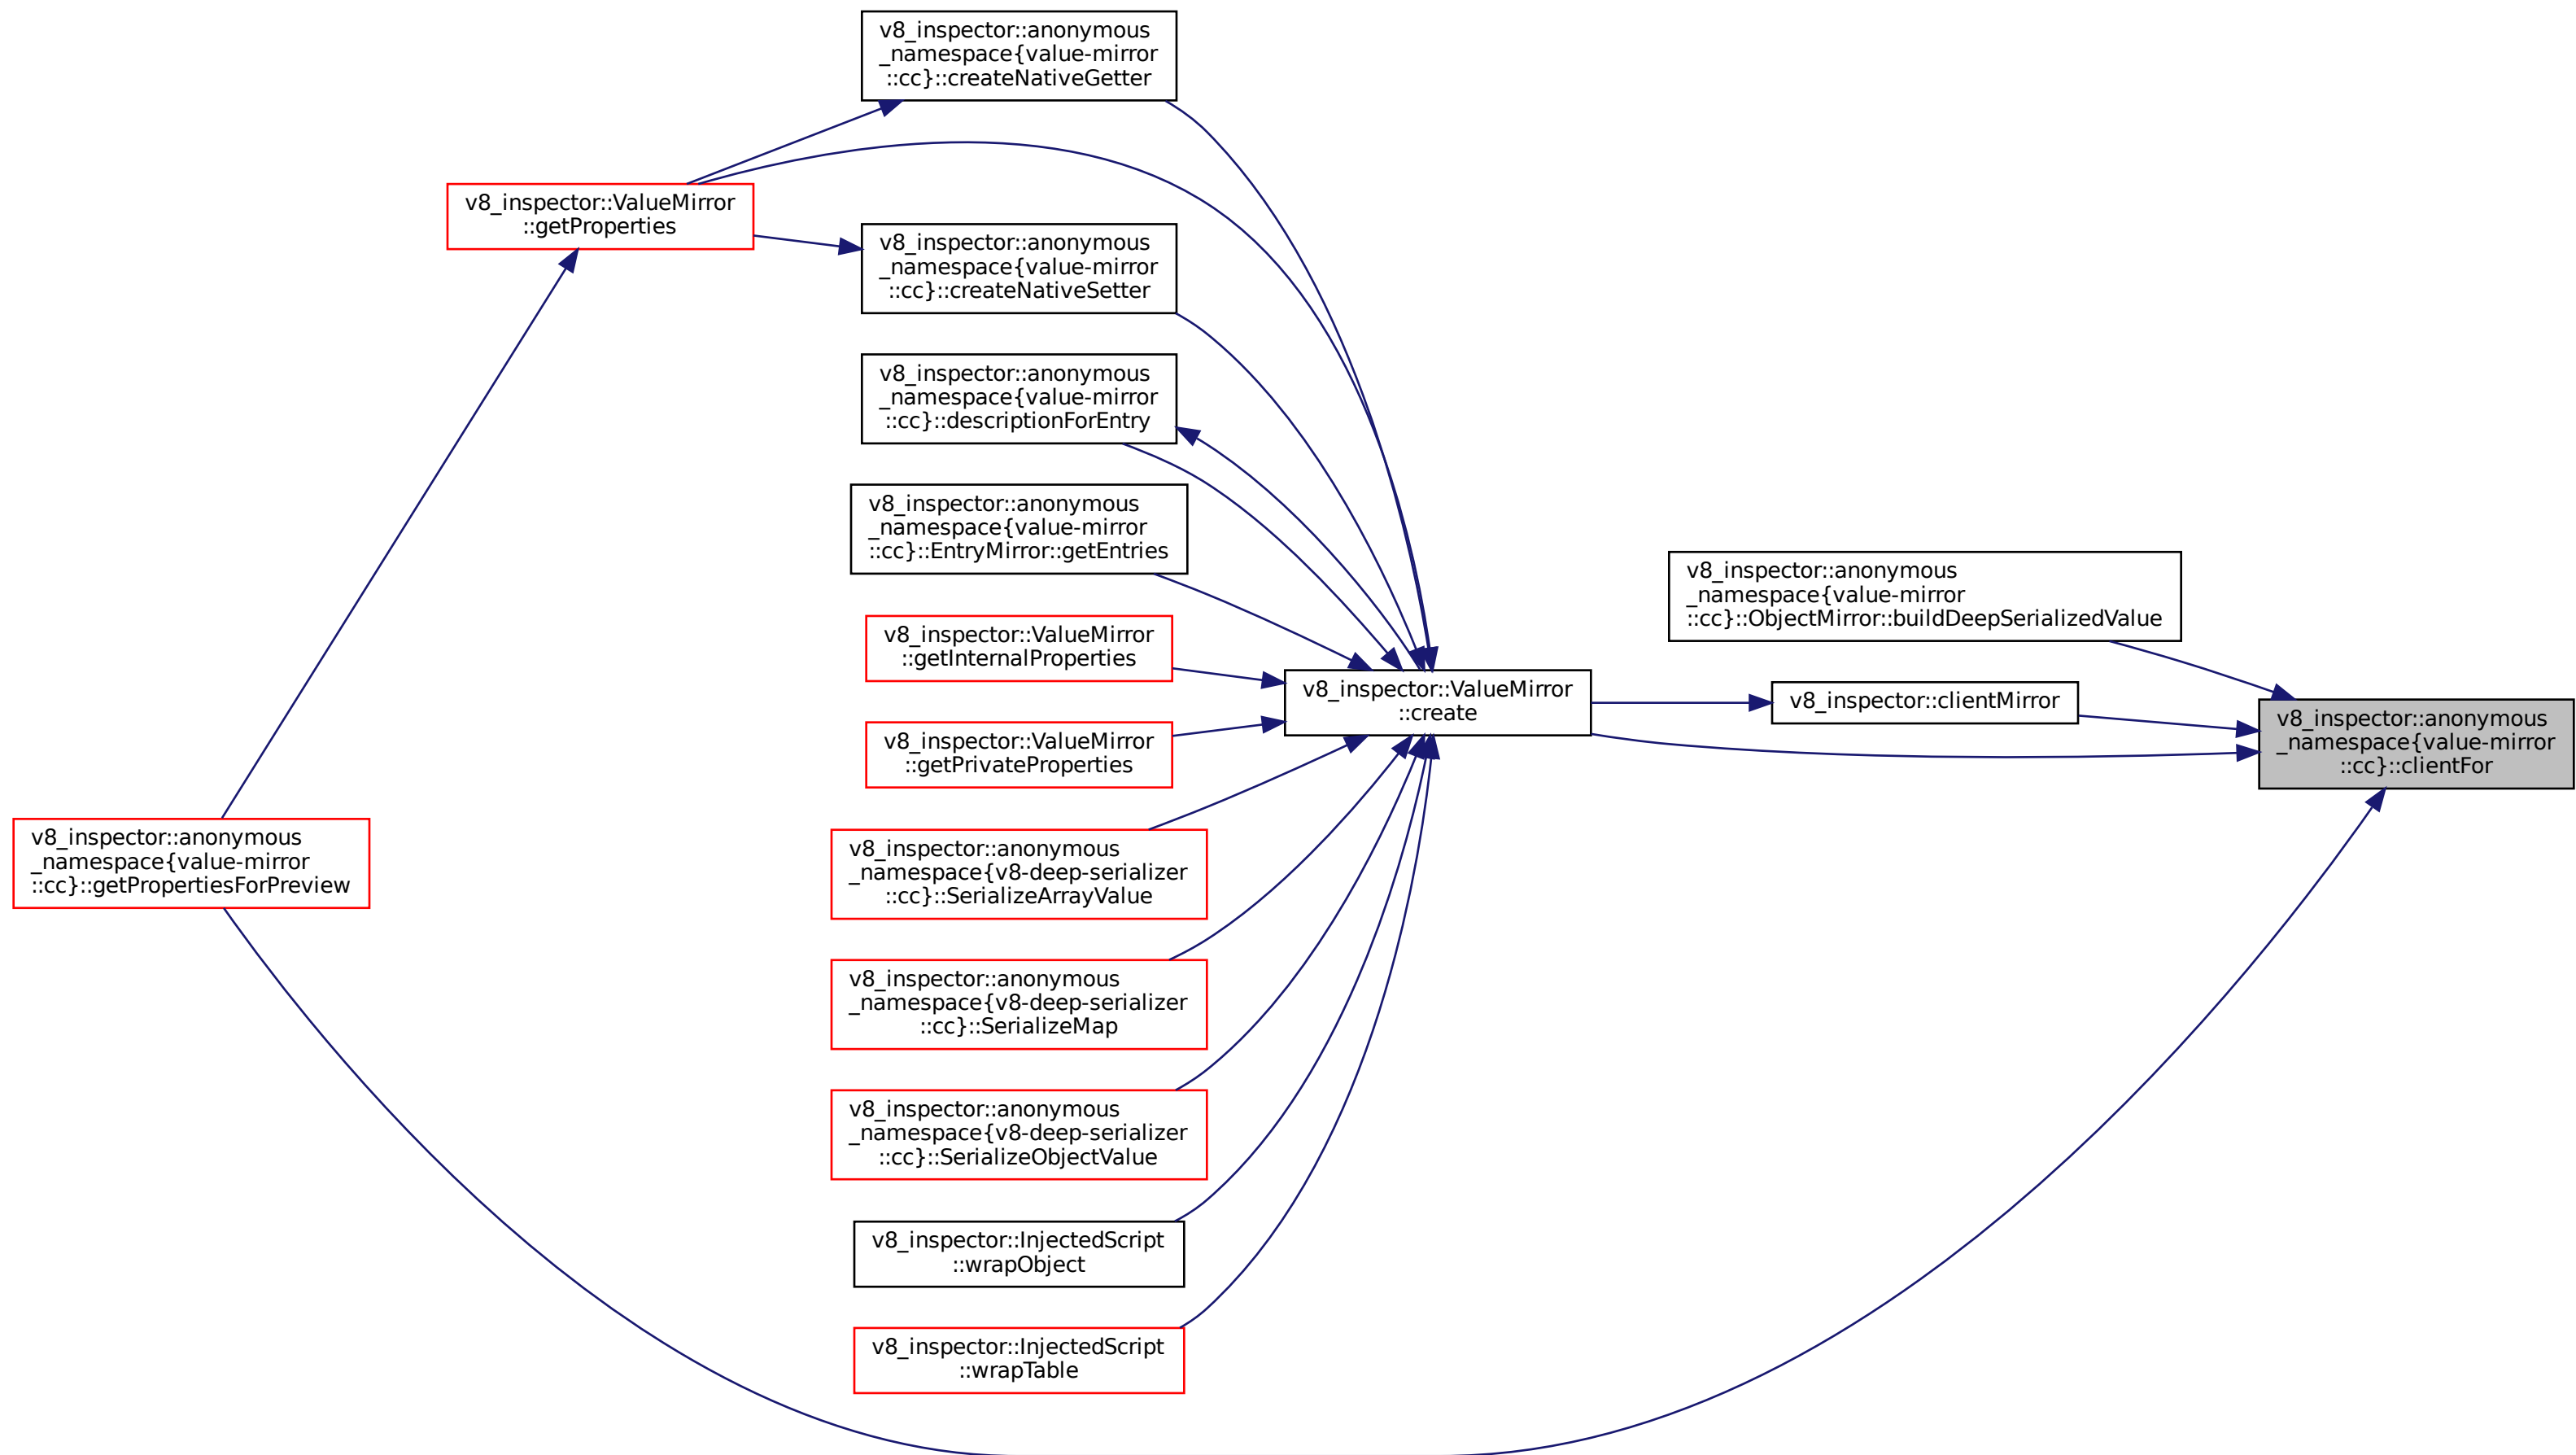 v8_inspector::anonymous
_namespace{value-mirror
::cc}::createNativeGetter
v8_inspector::ValueMirror
::getProperties
v8_inspector::anonymous
_namespace{value-mirror
::cc}::createNativeSetter
v8_inspector::anonymous
_namespace{value-mirror
::cc}::descriptionForEntry
v8_inspector::anonymous
_namespace{value-mirror
::cc}::EntryMirror::getEntries
v8_inspector::anonymous
_namespace{value-mirror
::cc}::ObjectMirror::buildDeepSerializedValue
v8_inspector::ValueMirror
::getInternalProperties
v8_inspector::ValueMirror
::create
v8_inspector::clientMirror
v8_inspector::anonymous
_namespace{value-mirror
::cc}::clientFor
v8_inspector::ValueMirror
::getPrivateProperties
v8_inspector::anonymous
_namespace{value-mirror
::cc}::getPropertiesForPreview
v8_inspector::anonymous
_namespace{v8-deep-serializer
::cc}::SerializeArrayValue
v8_inspector::anonymous
_namespace{v8-deep-serializer
::cc}::SerializeMap
v8_inspector::anonymous
_namespace{v8-deep-serializer
::cc}::SerializeObjectValue
v8_inspector::InjectedScript
::wrapObject
v8_inspector::InjectedScript
::wrapTable